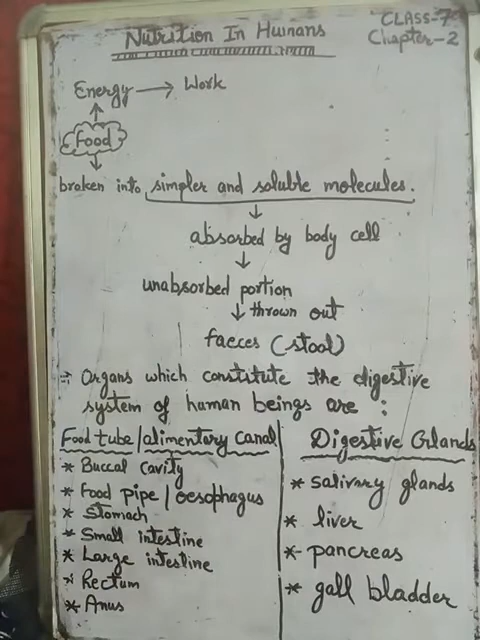 Nutrition In Humans
CLASS-7
Chapter-2
Energy → Work
↑
Food
↓
broken into simpler and soluble molecules.
↓
absorbed by body cell
↓
unabsorbed portion
↓ thrown out
faeces (stool)
:- Organs which constitute the digestive
system of human beings are :
Food tube/alimentary canal
* Buccal cavity
* Food pipe / oesophagus
* Stomach
* Small intestine
* Large intestine
* Rectum
* Anus
Digestive Glands
* salivary glands
* liver
* pancreas
* gall bladder